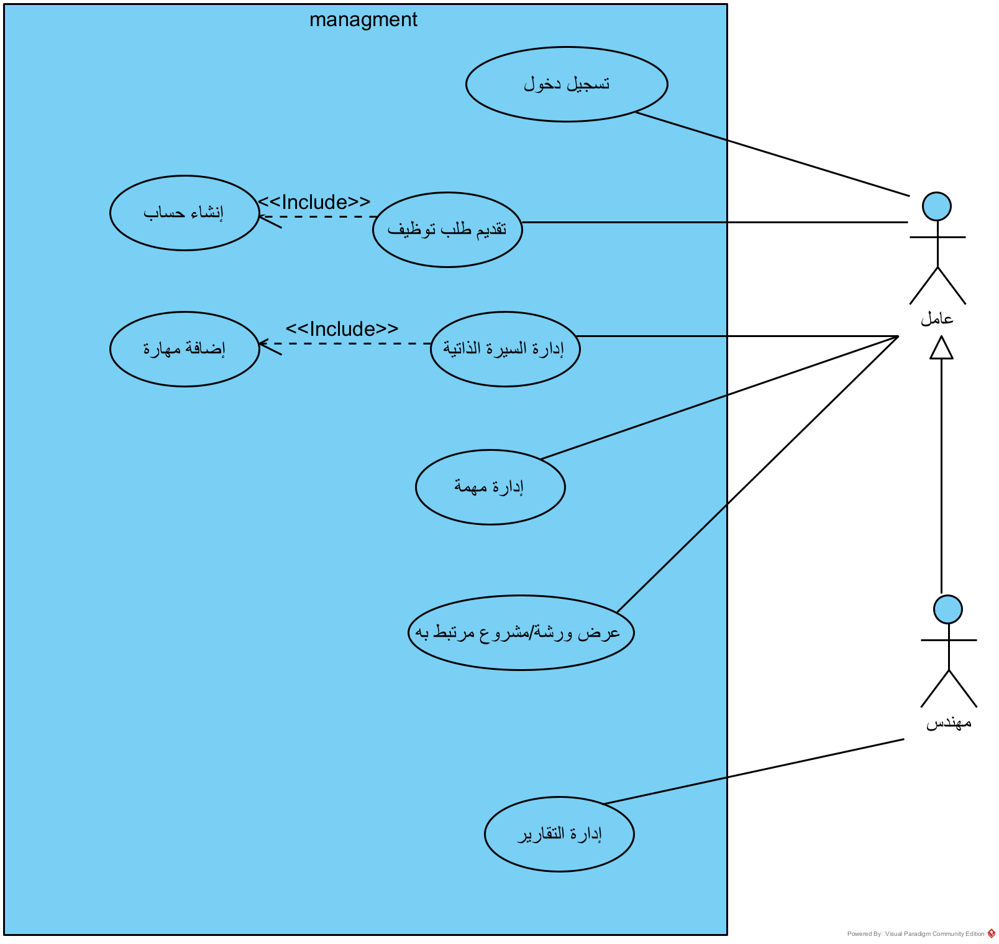 managment
تسجيل دخول
إنشاء حساب
<<Include>>
تقديم طلب توظيف
عامل
إضافة مهارة
<<Include>>
إدارة السيرة الذاتية
إدارة مهمة
عرض ورشة/مشروع مرتبط به
مهندس
إدارة التقارير
Powered By Visual Paradigm Community Edition